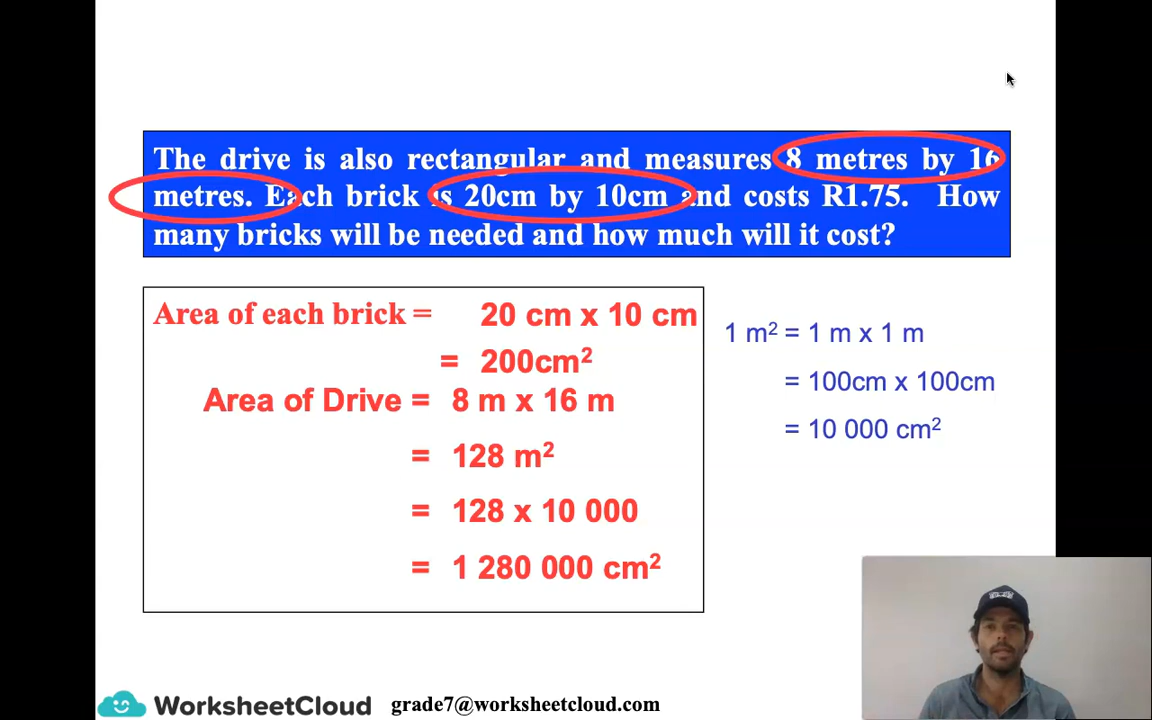 The drive is also rectangular and measures 8 metres by 16
metres. Each brick is 20cm by 10cm and costs R1.75. How
many bricks will be needed and how much will it cost?
Area of each brick = 20 cm x 10 cm
= 200cm²
Area of Drive = 8 m x 16 m
= 128 m²
= 128 x 10 000
= 1 280 000 cm²
1 m² = 1 m x 1 m
= 100cm x 100cm
= 10 000 cm²
WorksheetCloud grade7@worksheetcloud.com